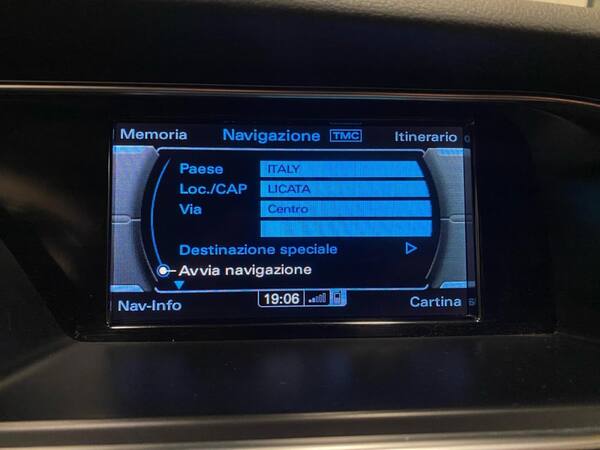 Memoria Navigazione TMC Itinerario
Paese ITALY
Loc./CAP LICATA
Via Centro
Destinazione speciale
Avvia navigazione
Nav-Info 19:06 Cartina